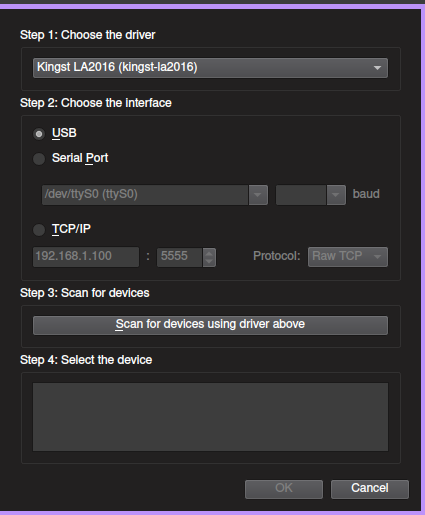 Step 1: Choose the driver
Kingst LA2016 (kingst-la2016)
Step 2: Choose the interface
USB
Serial Port
/dev/ttyS0 (ttyS0) baud
TCP/IP
192.168.1.100 : 5555 Protocol: Raw TCP
Step 3: Scan for devices
Scan for devices using driver above
Step 4: Select the device
OK Cancel